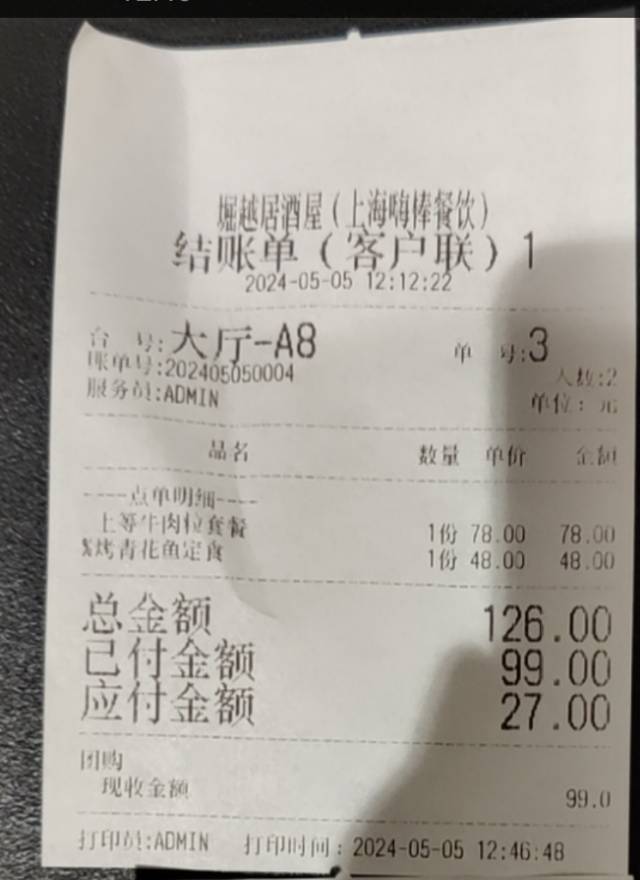 堀越居酒屋(上海嗨棒餐饮)
结账单(客户联)1
2024-05-05 12:12:22
台 号:大厅-A8 单 号:3
账单号:202405050004 人数:2
服务员:ADMIN 单位:元
品名 数量 单价 金额
----点单明细----
上等牛肉粒套餐 1份 78.00 78.00
烤青花鱼定食 1份 48.00 48.00
总金额 126.00
已付金额 99.00
应付金额 27.00
团购
现收金额 99.0
打印员:ADMIN 打印时间:2024-05-05 12:46:48